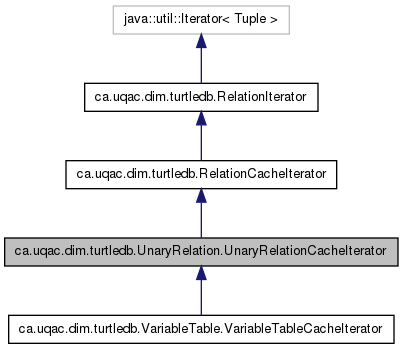 java::util::Iterator< Tuple >
ca.uqac.dim.turtledb.RelationIterator
ca.uqac.dim.turtledb.RelationCacheIterator
ca.uqac.dim.turtledb.UnaryRelation.UnaryRelationCacheIterator
ca.uqac.dim.turtledb.VariableTable.VariableTableCacheIterator